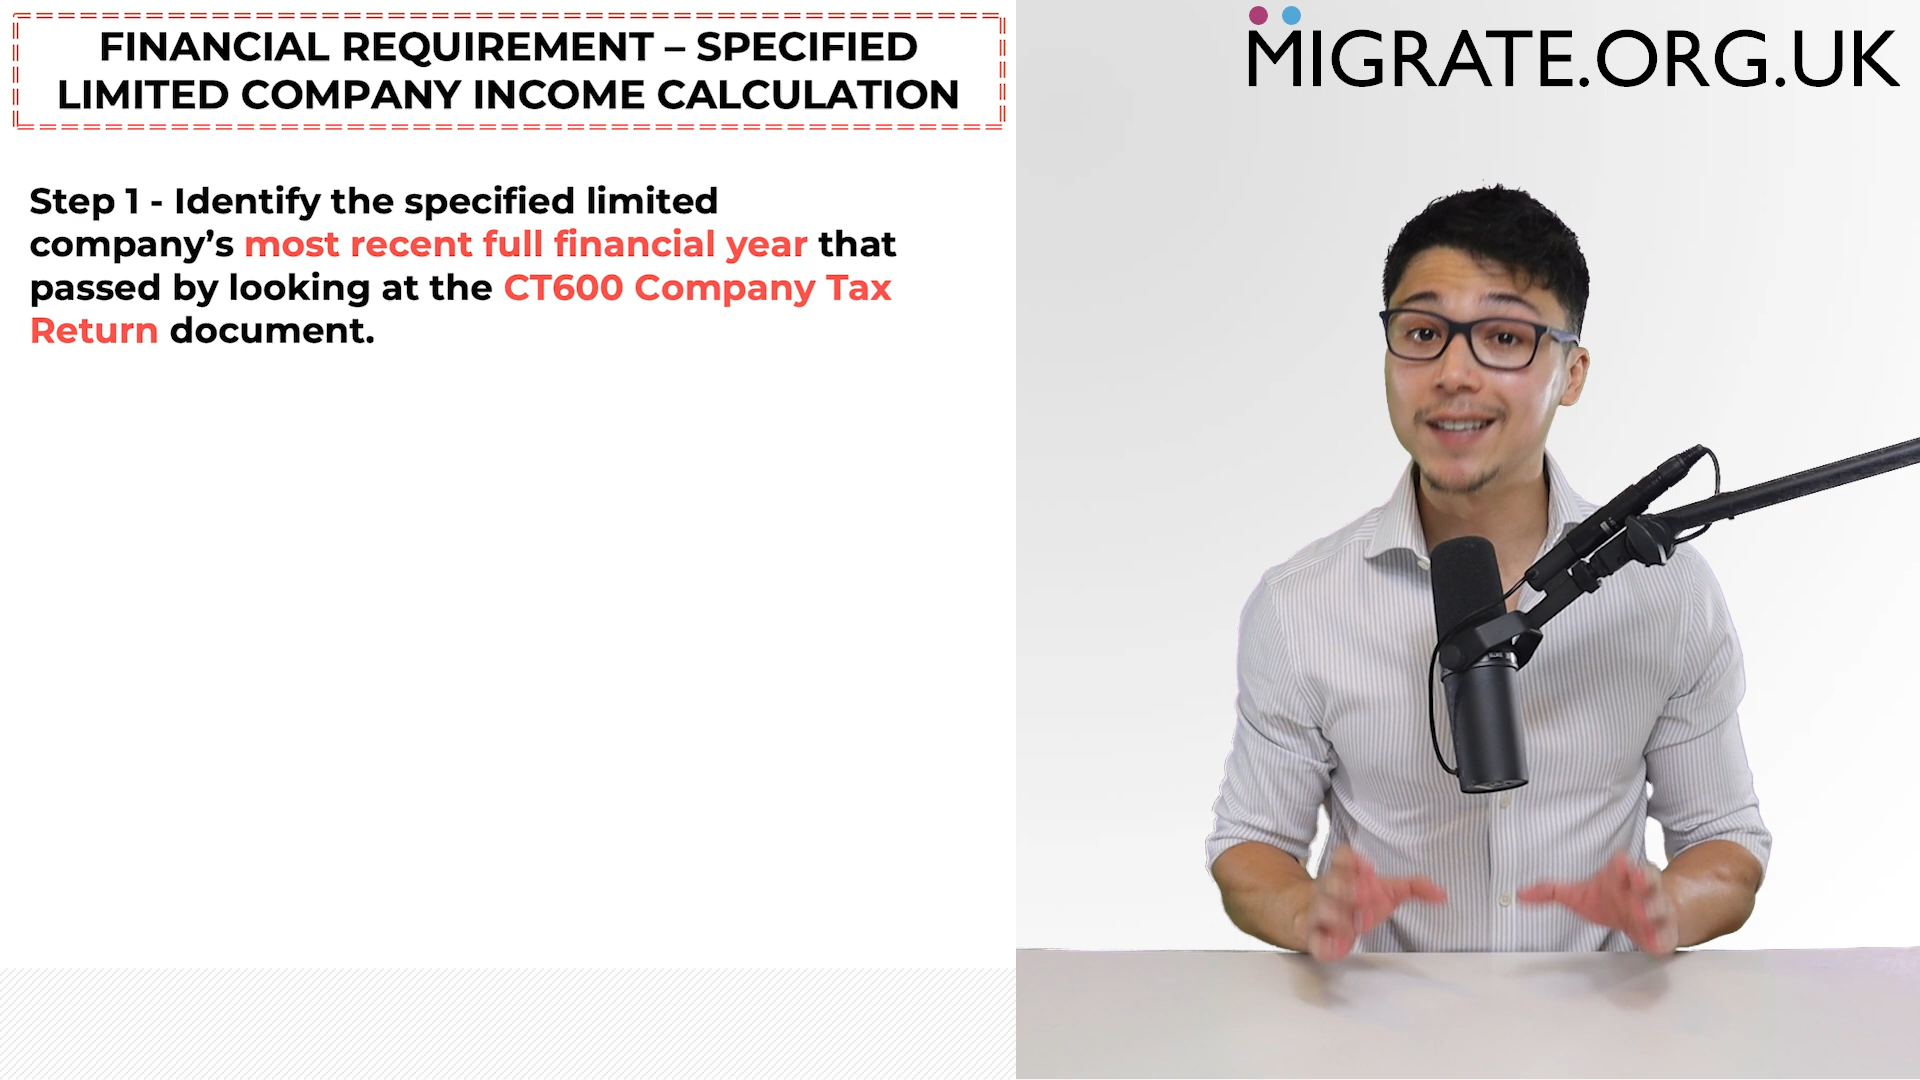 FINANCIAL REQUIREMENT – SPECIFIED
LIMITED COMPANY INCOME CALCULATION
MIGRATE.ORG.UK
Step 1 - Identify the specified limited
company’s most recent full financial year that
passed by looking at the CT600 Company Tax
Return document.